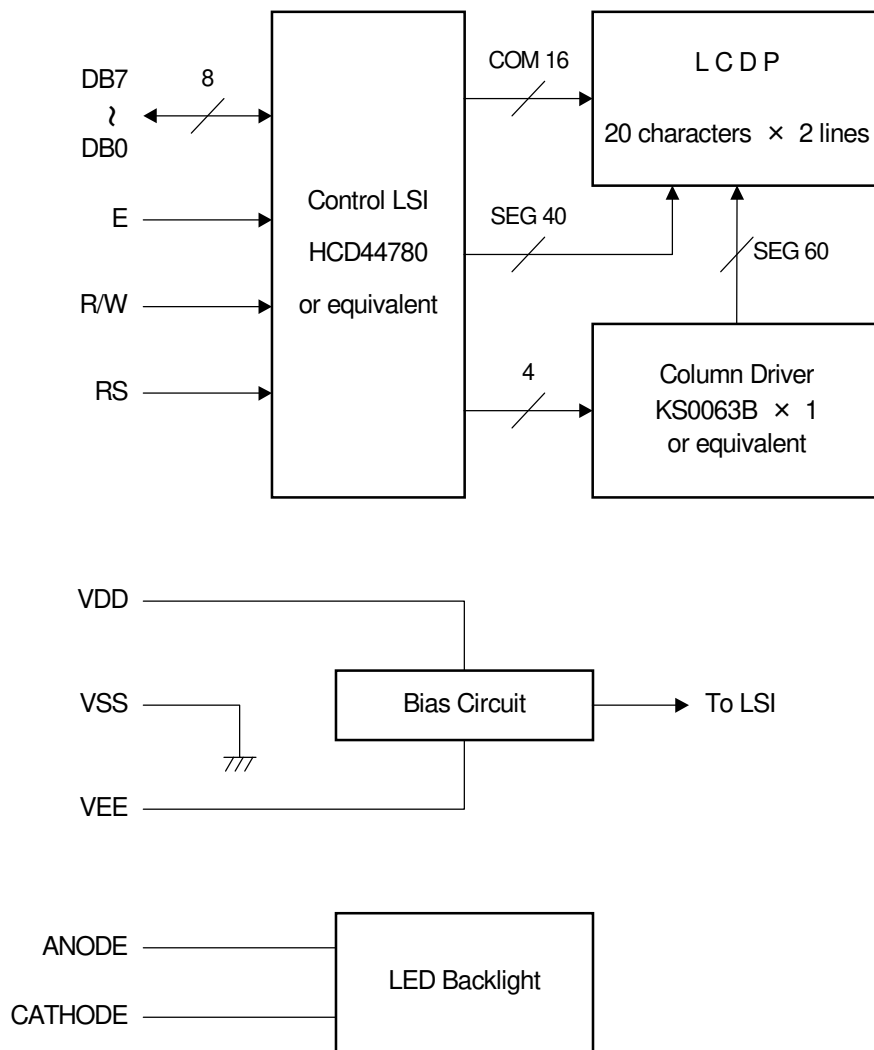 DB7
~
DB0
8
E
R/W
RS
Control LSI
HCD44780
or equivalent
COM 16
SEG 40
4
L C D P
20 characters × 2 lines
SEG 60
Column Driver
KS0063B × 1
or equivalent
VDD
VSS
VEE
Bias Circuit
To LSI
ANODE
CATHODE
LED Backlight